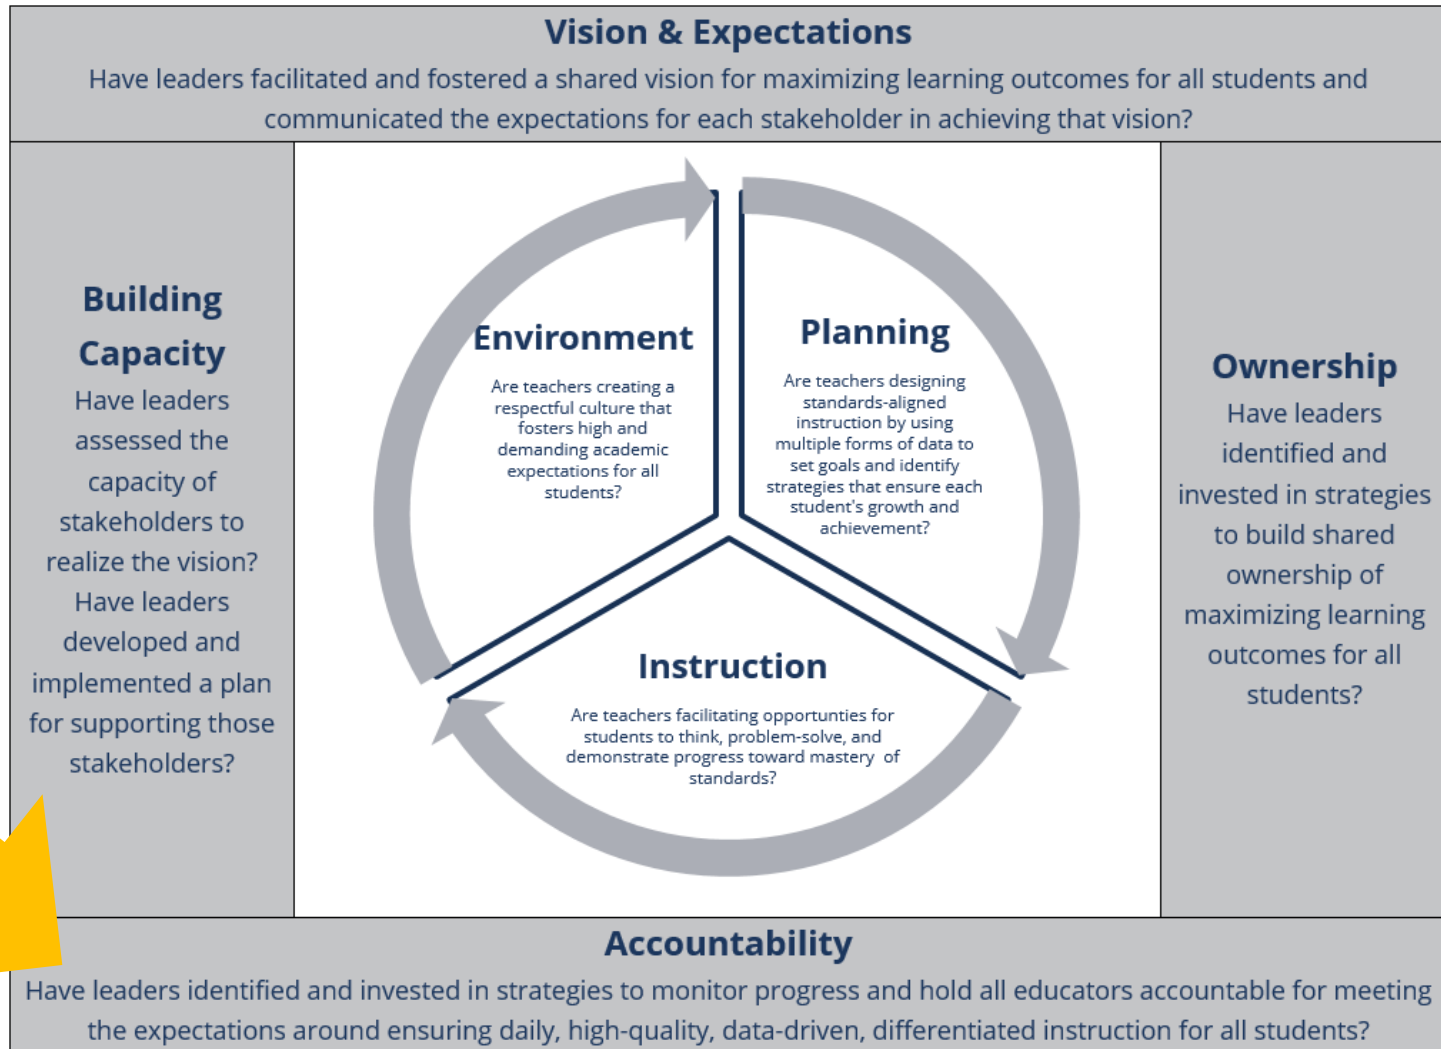 Vision & Expectations
Have leaders facilitated and fostered a shared vision for maximizing learning outcomes for all students and
communicated the expectations for each stakeholder in achieving that vision?
Building
Capacity
Have leaders
assessed the
capacity of
stakeholders to
realize the vision?
Have leaders
developed and
implemented a plan
for supporting those
stakeholders?
Environment
Are teachers creating a
respectful culture that
fosters high and
demanding academic
expectations for all
students?
Planning
Are teachers designing
standards-aligned
instruction by using
multiple forms of data to
set goals and identify
strategies that ensure each
student's growth and
achievement?
Instruction
Are teachers facilitating opportunties for
students to think, problem-solve, and
demonstrate progress toward mastery of
standards?
Ownership
Have leaders
identified and
invested in strategies
to build shared
ownership of
maximizing learning
outcomes for all
students?
Accountability
Have leaders identified and invested in strategies to monitor progress and hold all educators accountable for meeting
the expectations around ensuring daily, high-quality, data-driven, differentiated instruction for all students?